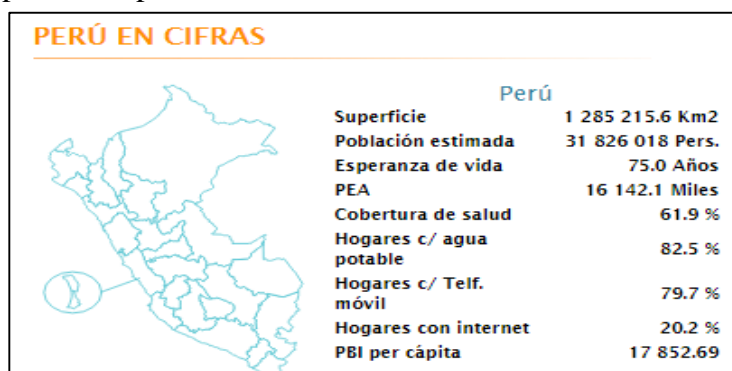 PERÚ EN CIFRAS
Perú
Superficie 1 285 215.6 Km2
Población estimada 31 826 018 Pers.
Esperanza de vida 75.0 Años
PEA 16 142.1 Miles
Cobertura de salud 61.9 %
Hogares c/ agua
potable 82.5 %
Hogares c/ Telf.
móvil 79.7 %
Hogares con internet 20.2 %
PBI per cápita 17 852.69